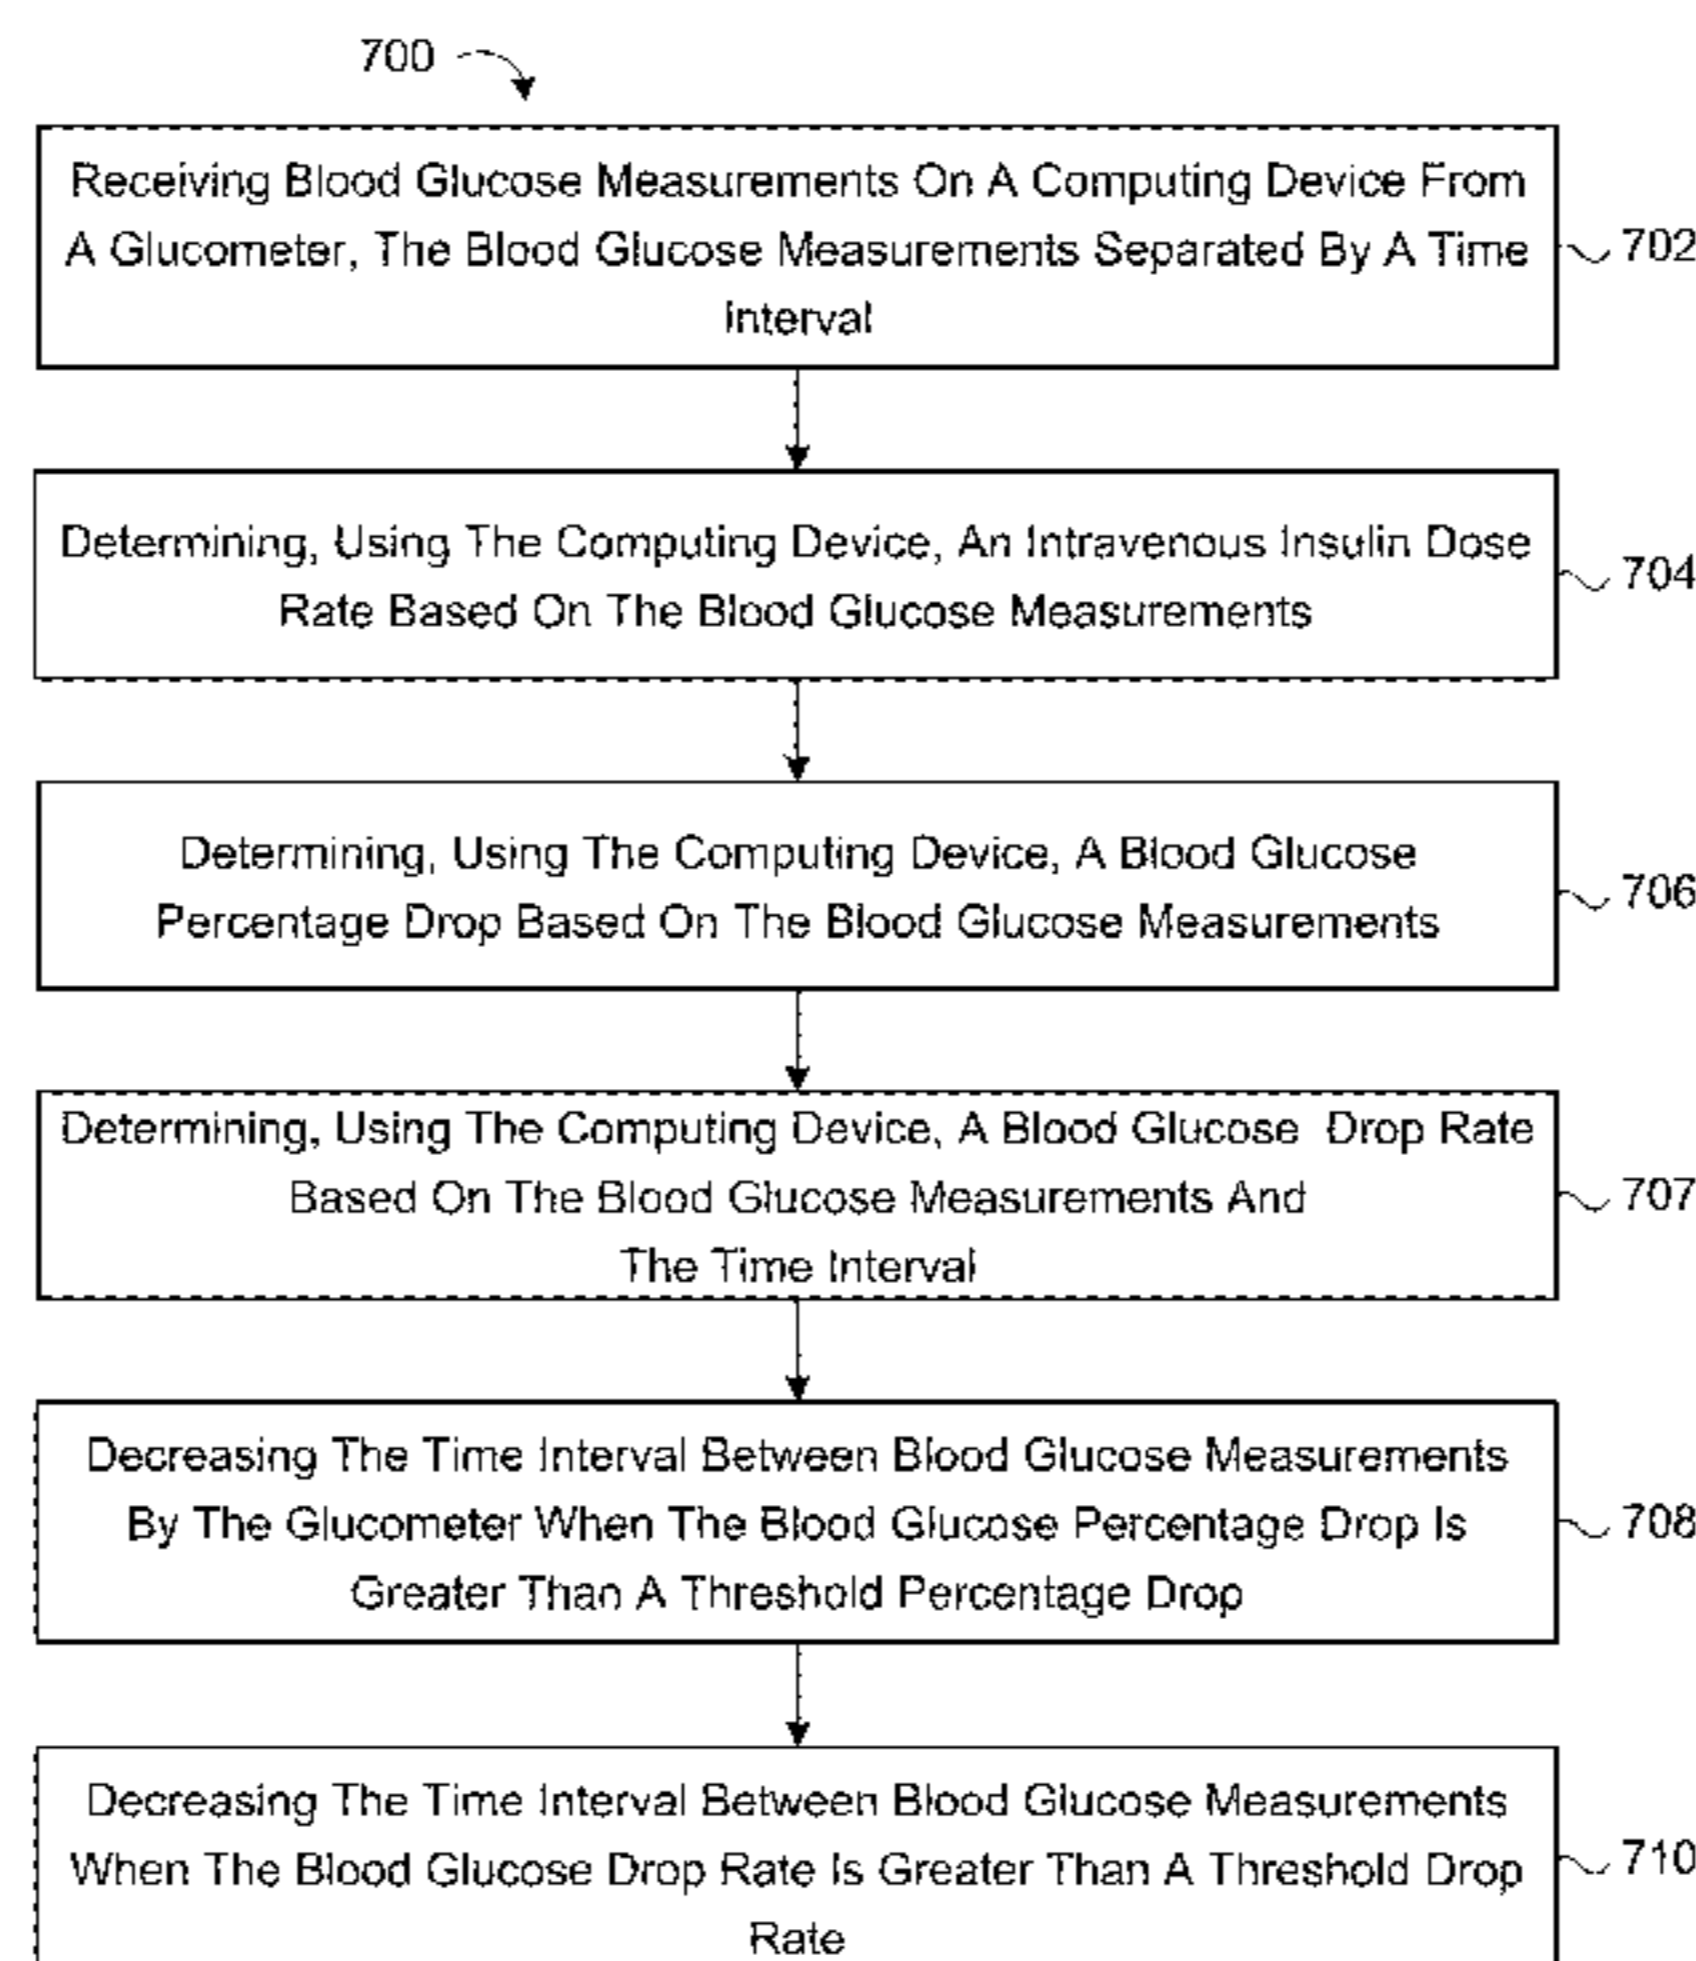 700
Receiving Blood Glucose Measurements On A Computing Device From
A Glucometer, The Blood Glucose Measurements Separated By A Time
Interval
702
Determining, Using The Computing Device, An Intravenous Insulin Dose
Rate Based On The Blood Glucose Measurements
704
Determining, Using The Computing Device, A Blood Glucose
Percentage Drop Based On The Blood Glucose Measurements
706
Determining, Using The Computing Device, A Blood Glucose Drop Rate
Based On The Blood Glucose Measurements And
The Time Interval
707
Decreasing The Time Interval Between Blood Glucose Measurements
By The Glucometer When The Blood Glucose Percentage Drop Is
Greater Than A Threshold Percentage Drop
708
Decreasing The Time Interval Between Blood Glucose Measurements
When The Blood Glucose Drop Rate Is Greater Than A Threshold Drop
Rate
710